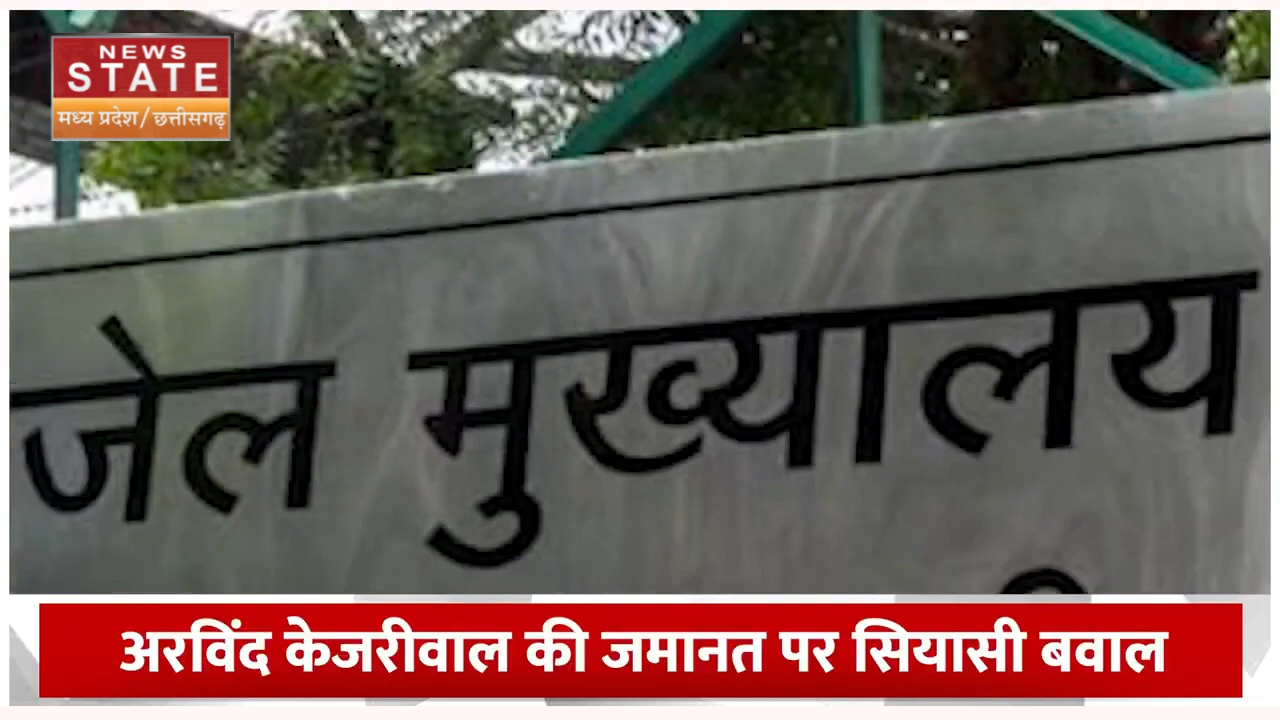 NEWS
STATE
मध्य प्रदेश/छत्तीसगढ़
जेल मुख्यालय
अरविंद केजरीवाल की जमानत पर सियासी बवाल